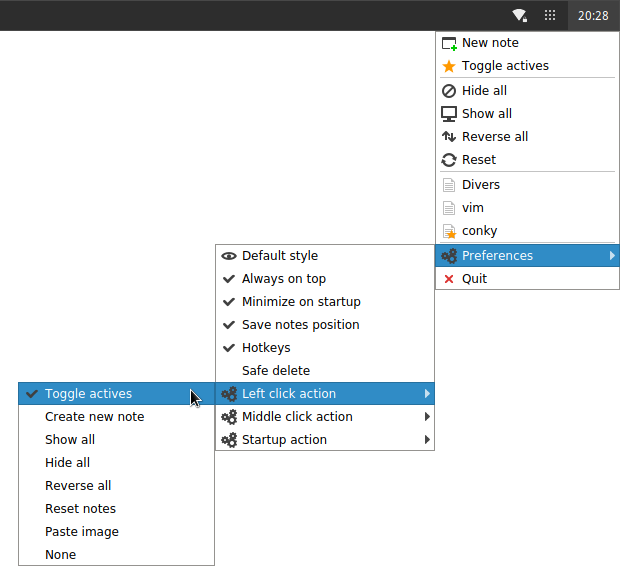 20:28
New note
Toggle actives
Hide all
Show all
Reverse all
Reset
Divers
vim
conky
Preferences
Quit
Default style
Always on top
Minimize on startup
Save notes position
Hotkeys
Safe delete
Left click action
Middle click action
Startup action
Toggle actives
Create new note
Show all
Hide all
Reverse all
Reset notes
Paste image
None